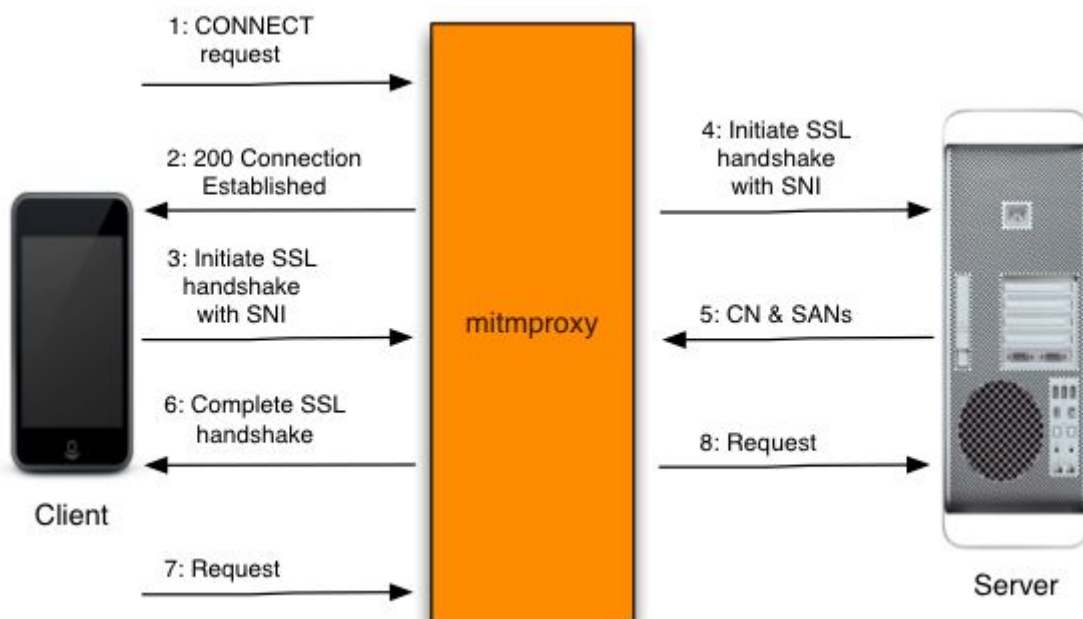 1: CONNECT
request
2: 200 Connection
Established
3: Initiate SSL
handshake
with SNI
4: Initiate SSL
handshake
with SNI
5: CN & SANs
6: Complete SSL
handshake
7: Request
8: Request
mitmproxy
Client
Server